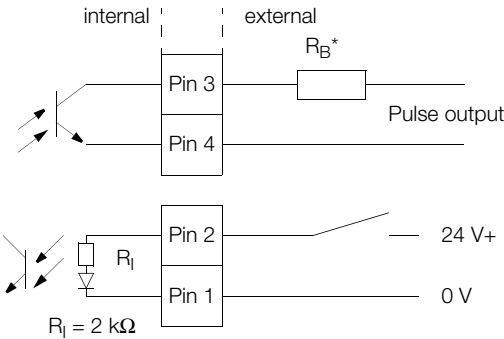 internal external
R_B*
Pin 3
Pulse output
Pin 4
Pin 2 24 V+
R_I
Pin 1 0 V
R_I = 2 kΩ